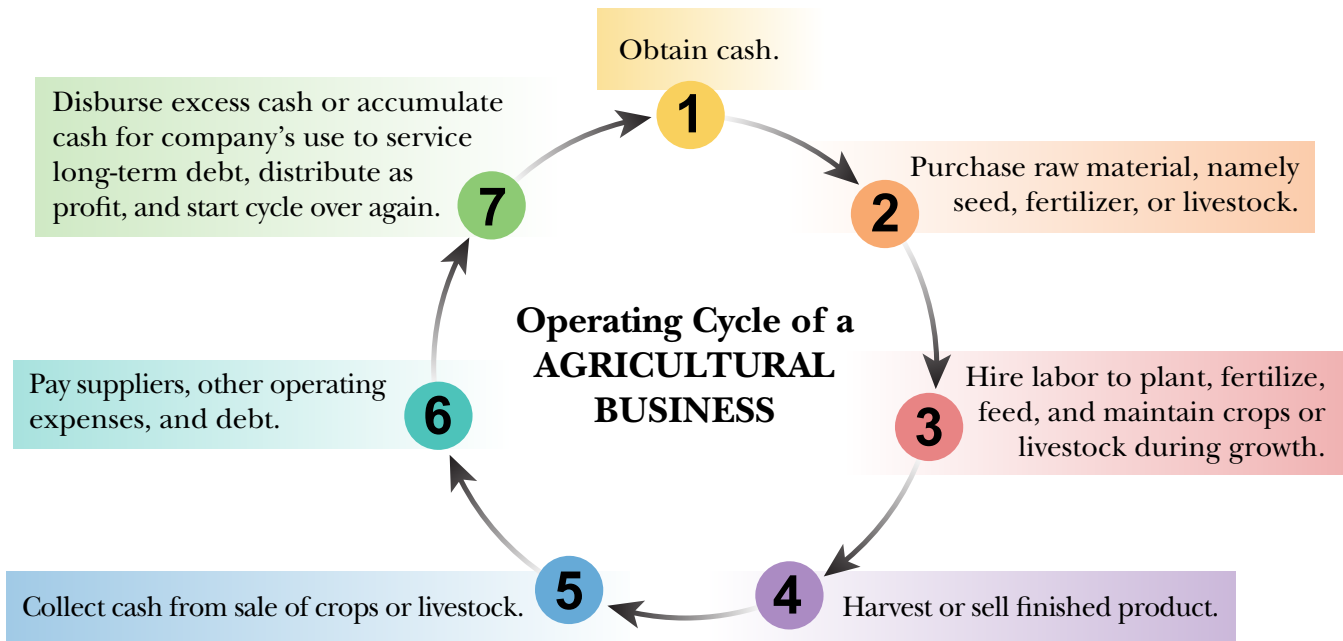 1
Obtain cash.
2
Purchase raw material, namely
seed, fertilizer, or livestock.
3
Hire labor to plant, fertilize,
feed, and maintain crops or
livestock during growth.
4
Harvest or sell finished product.
5
Collect cash from sale of crops or livestock.
6
Pay suppliers, other operating
expenses, and debt.
7
Disburse excess cash or accumulate
cash for company’s use to service
long-term debt, distribute as
profit, and start cycle over again.
Operating Cycle of a
AGRICULTURAL
BUSINESS